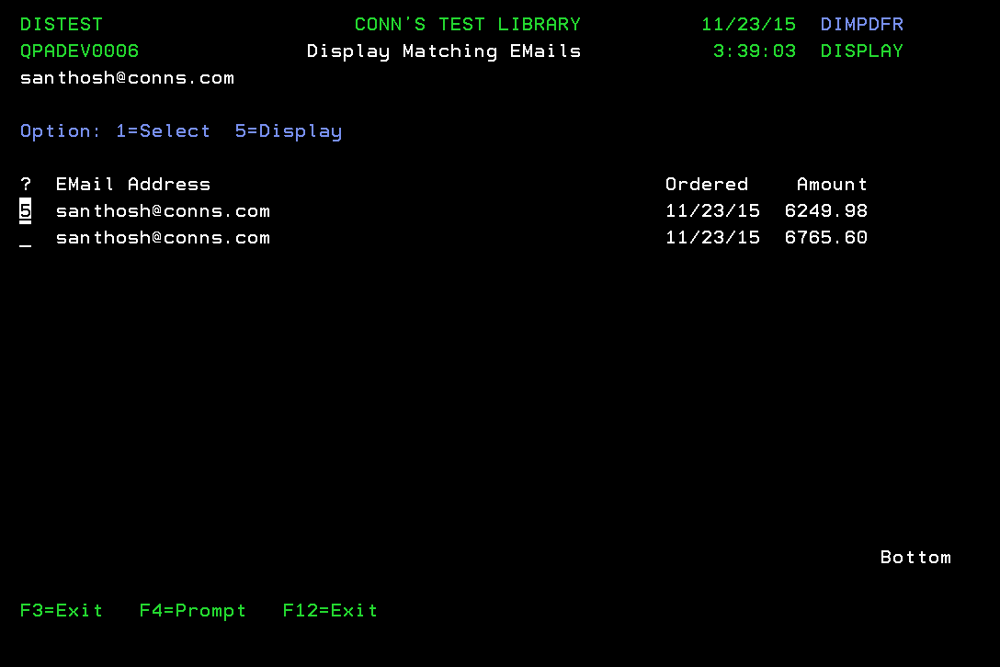 DISTEST CONN'S TEST LIBRARY 11/23/15 DIMPDFR
QPADEV0006 Display Matching EMails 3:39:03 DISPLAY
santhosh@conns.com
Option: 1=Select 5=Display
? EMail Address Ordered Amount
5 santhosh@conns.com 11/23/15 6249.98
_ santhosh@conns.com 11/23/15 6765.60
Bottom
F3=Exit F4=Prompt F12=Exit